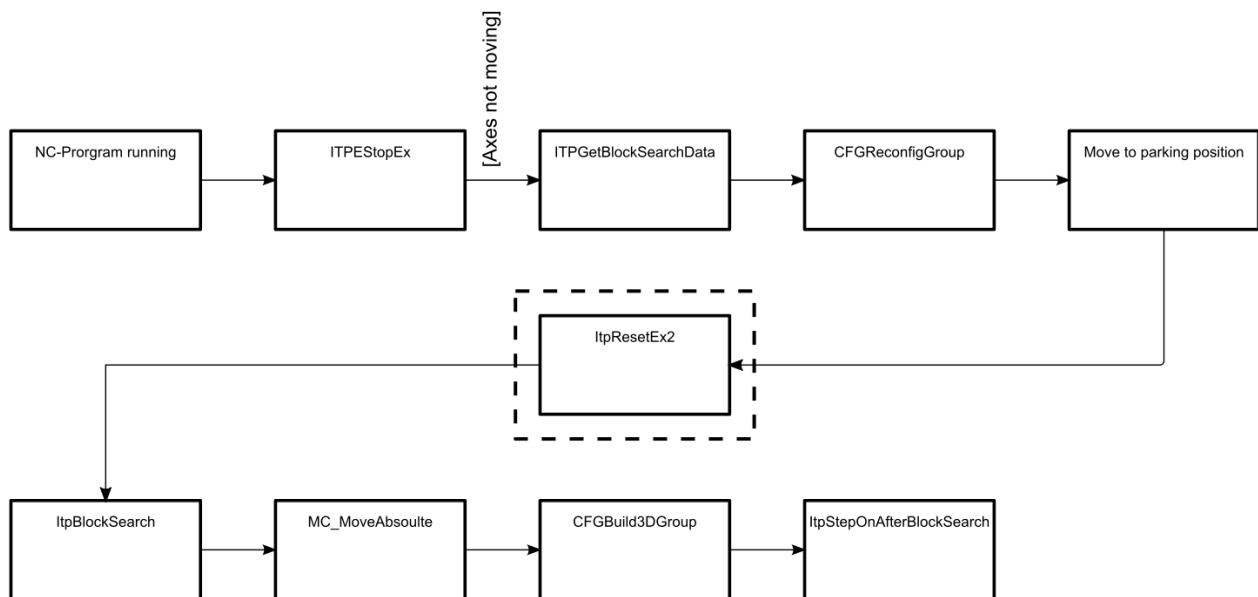 NC-Prorgram running
ITPEStopEx
[Axes not moving]
ITPGetBlockSearchData
CFGReconfigGroup
Move to parking position
ItpResetEx2
ItpBlockSearch
MC_MoveAbsoulte
CFGBuild3DGroup
ItpStepOnAfterBlockSearch